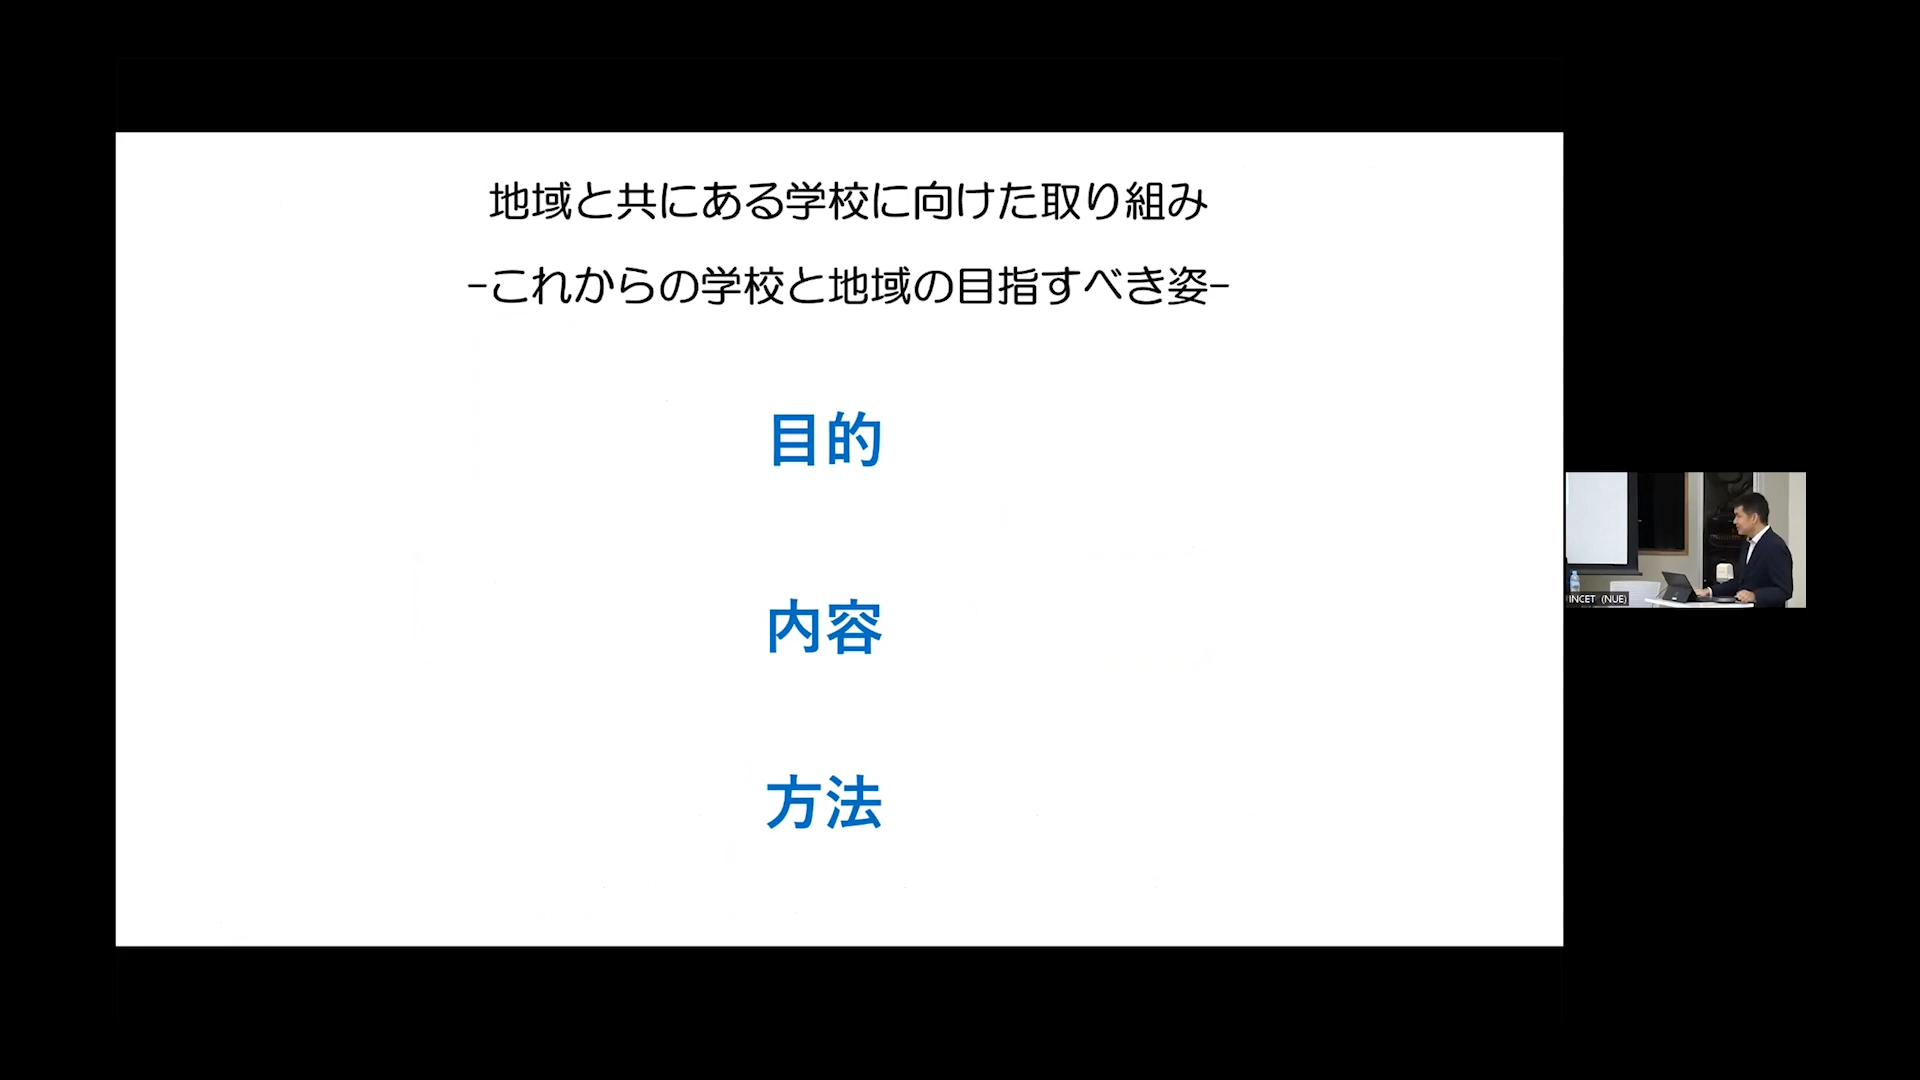 地域と共にある学校に向けた取り組み
-これからの学校と地域の目指すべき姿-
目的
内容
方法
INCET (NUE)